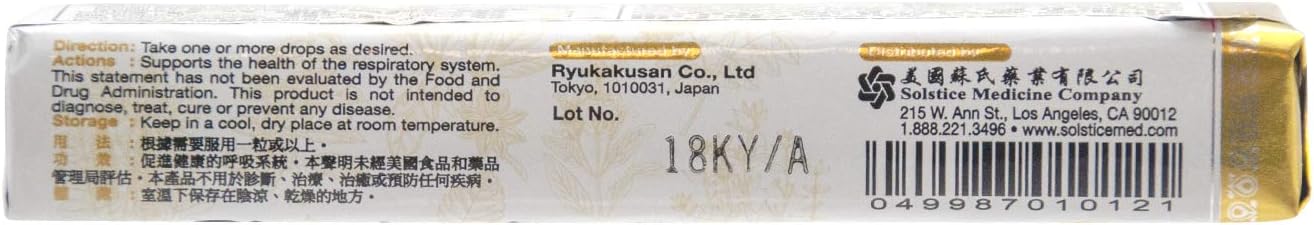 Direction : Take one or more drops as desired.
Actions : Supports the health of the respiratory system.
This statement has not been evaluated by the Food and
Drug Administration. This product is not intended to
diagnose, treat, cure or prevent any disease.
Storage : Keep in a cool, dry place at room temperature.
用 法 : 根據需要服用一粒或以上。
功 效 : 促進健康的呼吸系統。本聲明未經美國食品和藥品
管理局評估。本產品不用於診斷、治療、治癒或預防任何疾病。
: 室溫下保存在陰涼、乾燥的地方。
Manufactured by
Ryukakusan Co., Ltd
Tokyo, 1010031, Japan
Lot No.
18KY/A
Distributed by
美國蘇氏藥業有限公司
Solstice Medicine Company
215 W. Ann St., Los Angeles, CA 90012
1.888.221.3496 • www.solsticemed.com
049987010121